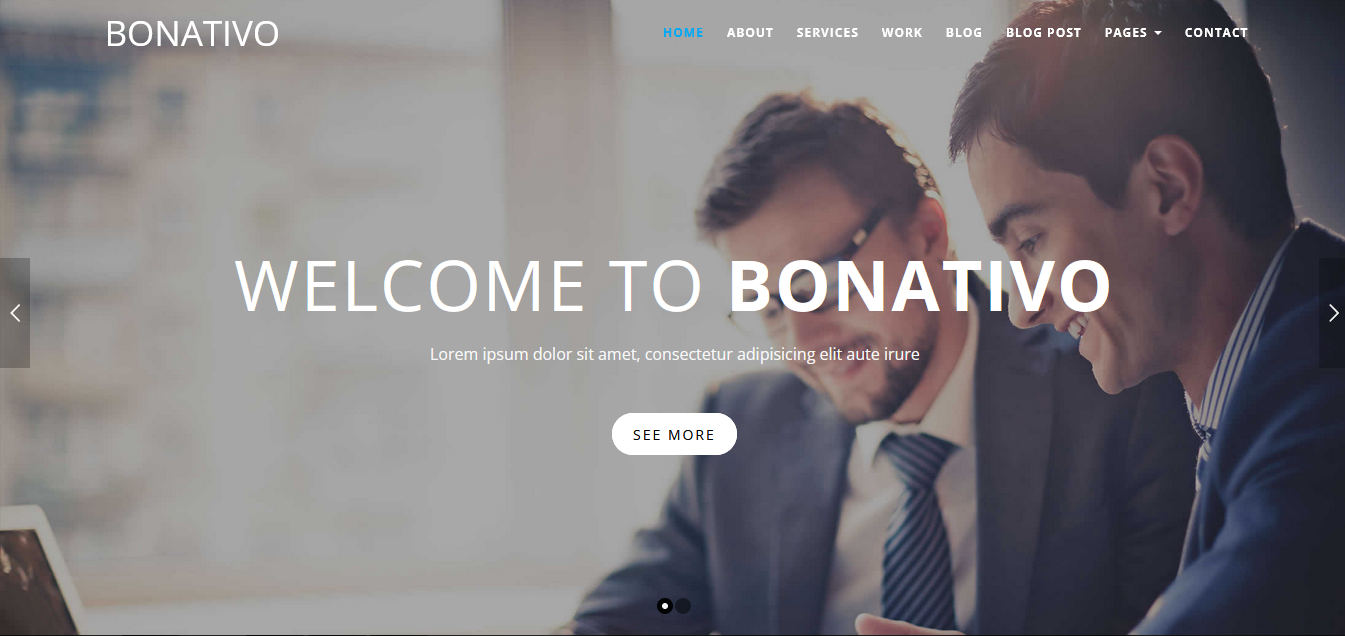 BONATIVO
HOME ABOUT SERVICES WORK BLOG BLOG POST PAGES CONTACT
WELCOME TO BONATIVO
Lorem ipsum dolor sit amet, consectetur adipisicing elit aute irure
SEE MORE